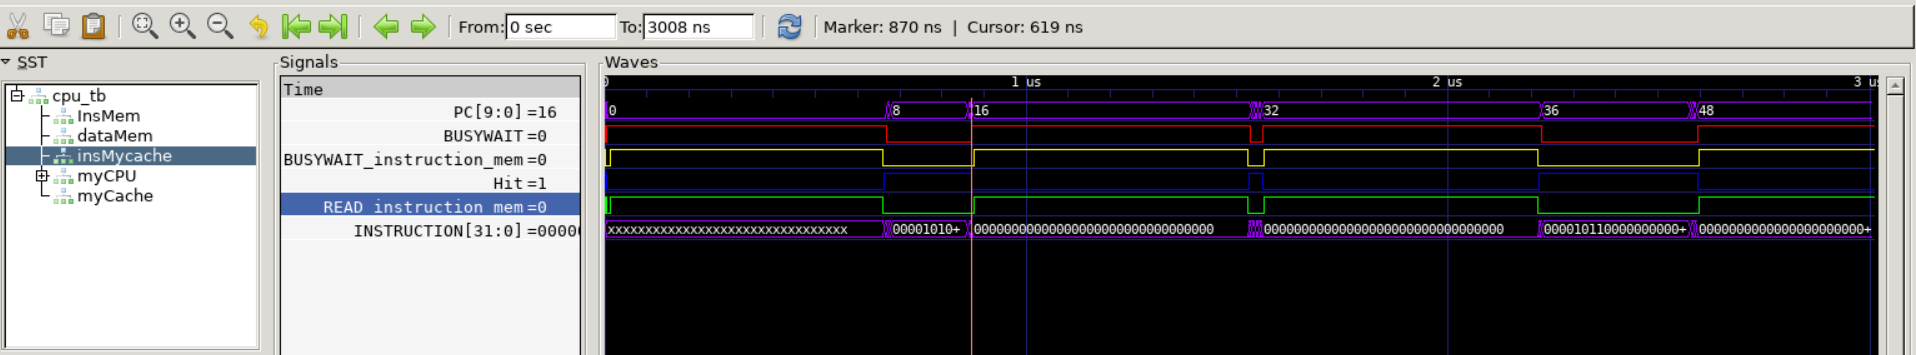 From: 0 sec To: 3008 ns Marker: 870 ns | Cursor: 619 ns
SST
cpu_tb
InsMem
dataMem
insMycache
myCPU
myCache
Signals
Time
PC[9:0] =16
BUSYWAIT =0
BUSYWAIT_instruction_mem =0
Hit =1
READ_instruction_mem =0
INSTRUCTION[31:0] =0000
Waves
0 1 us 2 us 3 u
0 8 16 32 36 48
xxxxxxxxxxxxxxxxxxxxxxxxxxxxxxxx 00001010+ 00000000000000000000000000000000 00000000000000000000000000000000 000010110000000000+ 00000000000000000000000+